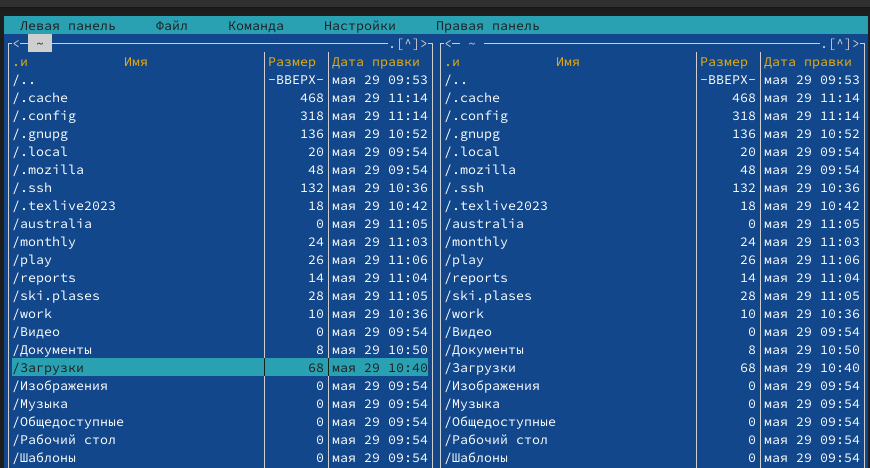 Левая панель Файл Команда Настройки Правая панель
<- ~ .[^]> <- ~ .[^]>
.и Имя Размер Дата правки .и Имя Размер Дата правки
/.. -ВВЕРХ- мая 29 09:53 /.. -ВВЕРХ- мая 29 09:53
/.cache 468 мая 29 11:14 /.cache 468 мая 29 11:14
/.config 318 мая 29 11:14 /.config 318 мая 29 11:14
/.gnupg 136 мая 29 10:52 /.gnupg 136 мая 29 10:52
/.local 20 мая 29 09:54 /.local 20 мая 29 09:54
/.mozilla 48 мая 29 09:54 /.mozilla 48 мая 29 09:54
/.ssh 132 мая 29 10:36 /.ssh 132 мая 29 10:36
/.texlive2023 18 мая 29 10:42 /.texlive2023 18 мая 29 10:42
/australia 0 мая 29 11:05 /australia 0 мая 29 11:05
/monthly 24 мая 29 11:03 /monthly 24 мая 29 11:03
/play 26 мая 29 11:06 /play 26 мая 29 11:06
/reports 14 мая 29 11:04 /reports 14 мая 29 11:04
/ski.plases 28 мая 29 11:05 /ski.plases 28 мая 29 11:05
/work 10 мая 29 10:36 /work 10 мая 29 10:36
/Видео 0 мая 29 09:54 /Видео 0 мая 29 09:54
/Документы 8 мая 29 10:50 /Документы 8 мая 29 10:50
/Загрузки 68 мая 29 10:40 /Загрузки 68 мая 29 10:40
/Изображения 0 мая 29 09:54 /Изображения 0 мая 29 09:54
/Музыка 0 мая 29 09:54 /Музыка 0 мая 29 09:54
/Общедоступные 0 мая 29 09:54 /Общедоступные 0 мая 29 09:54
/Рабочий стол 0 мая 29 09:54 /Рабочий стол 0 мая 29 09:54
/Шаблоны 0 мая 29 09:54 /Шаблоны 0 мая 29 09:54